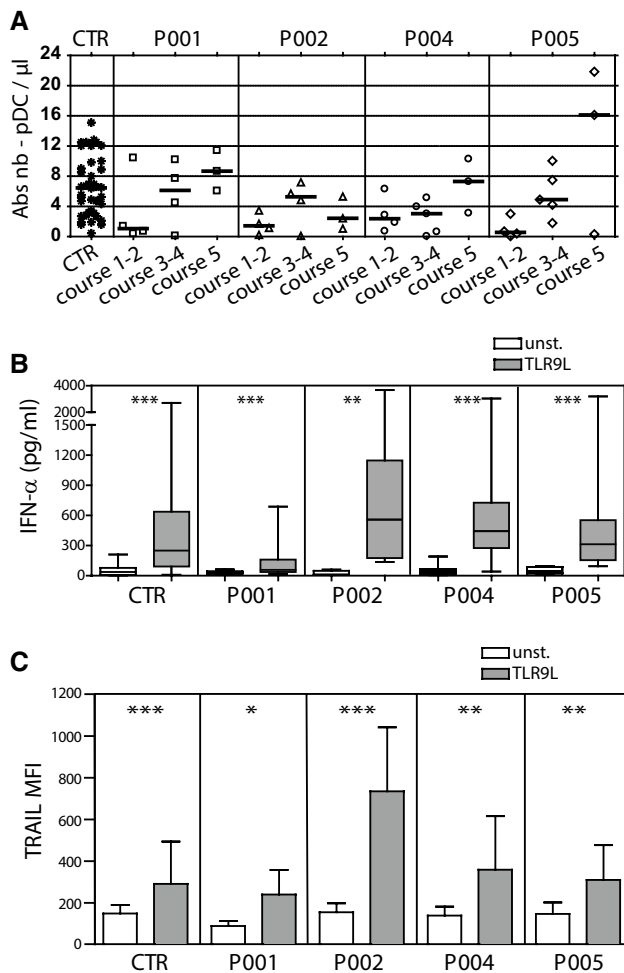 A
CTR P001 P002 P004 P005
Abs nb - pDC / µl
24
20
16
12
8
4
0
CTR course 1-2 course 3-4 course 5 course 1-2 course 3-4 course 5 course 1-2 course 3-4 course 5 course 1-2 course 3-4 course 5
B
unst.
TLR9L
IFN-α (pg/ml)
4000
2000
1500
1200
900
600
300
0
*** *** ** *** ***
CTR P001 P002 P004 P005
C
unst.
TLR9L
TRAIL MFI
1200
1000
800
600
400
200
0
*** * *** ** **
CTR P001 P002 P004 P005